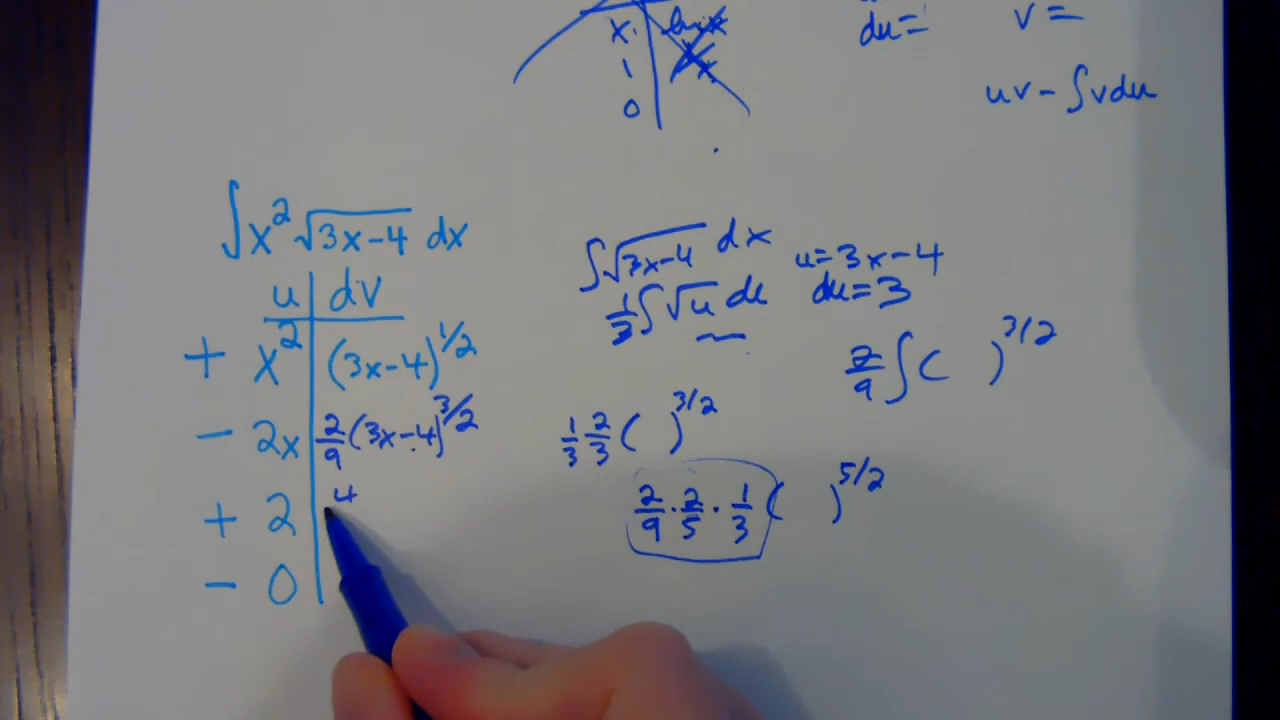 x lnx
1 x
0
du= v=
uv - ∫vdu
∫x² √3x-4 dx
u | dv
+ x² (3x-4)^1/2
- 2x 2/9 (3x-4)^3/2
+ 2 4
- 0
∫√3x-4 dx u=3x-4
1/3 ∫√u du du=3
2/9 ∫( )^3/2
1/3 2/3 ( )^3/2
2/9 · 2/5 · 1/3 ( )^5/2